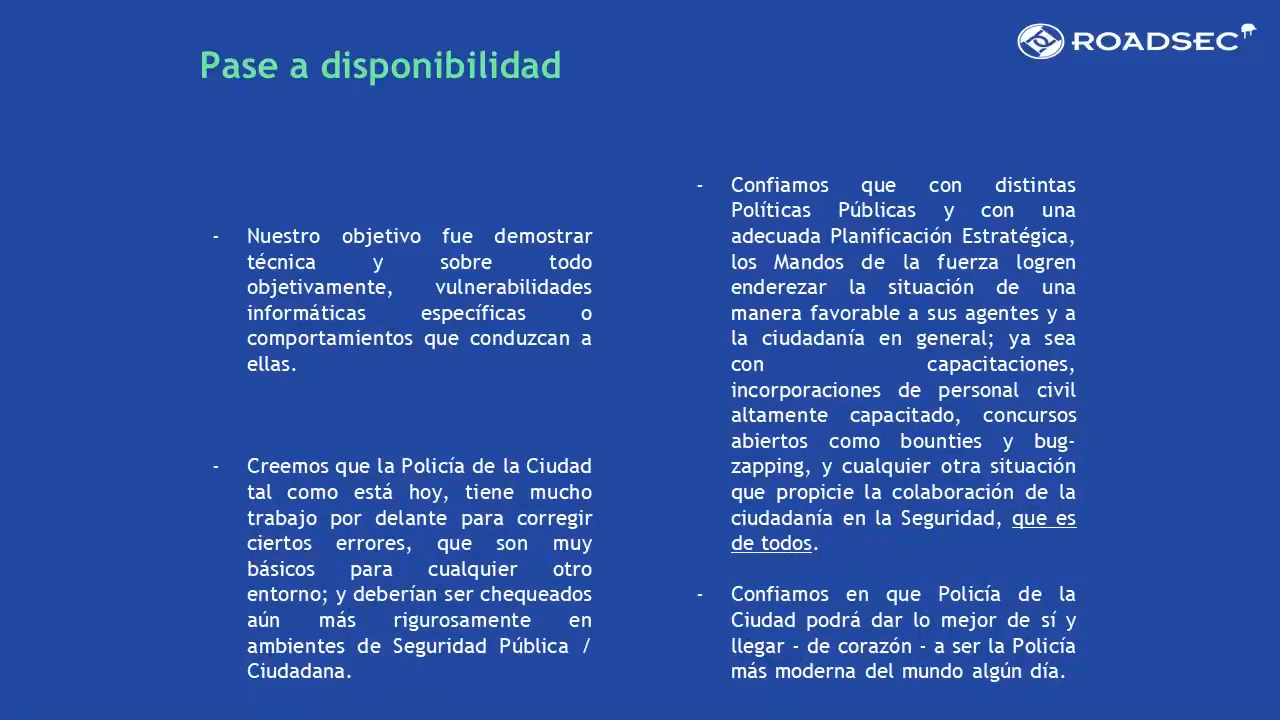 Pase a disponibilidad
ROADSEC
- Nuestro objetivo fue demostrar
técnica y sobre todo
objetivamente, vulnerabilidades
informáticas específicas o
comportamientos que conduzcan a
ellas.
- Creemos que la Policía de la Ciudad
tal como está hoy, tiene mucho
trabajo por delante para corregir
ciertos errores, que son muy
básicos para cualquier otro
entorno; y deberían ser chequeados
aún más rigurosamente en
ambientes de Seguridad Pública /
Ciudadana.
- Confiamos que con distintas
Políticas Públicas y con una
adecuada Planificación Estratégica,
los Mandos de la fuerza logren
enderezar la situación de una
manera favorable a sus agentes y a
la ciudadanía en general; ya sea
con capacitaciones,
incorporaciones de personal civil
altamente capacitado, concursos
abiertos como bounties y bug-
zapping, y cualquier otra situación
que propicie la colaboración de la
ciudadanía en la Seguridad, que es
de todos.
- Confiamos en que Policía de la
Ciudad podrá dar lo mejor de sí y
llegar - de corazón - a ser la Policía
más moderna del mundo algún día.